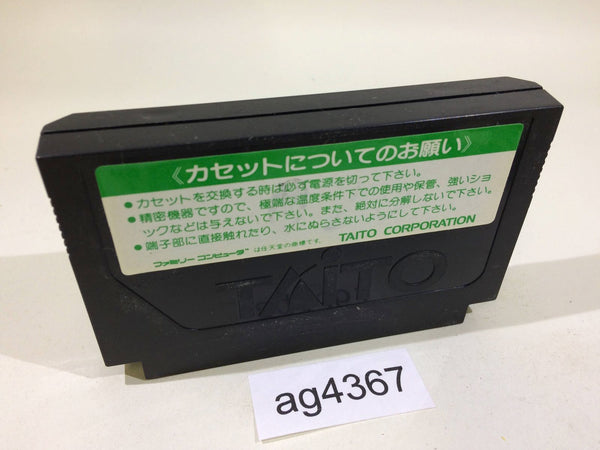 《カセットについてのお願い》
● カセットを交換する時は必ず電源を切って下さい。
● 精密機器ですので、極端な温度条件下での使用や保管、強いショ
ックなどは与えないで下さい。また、絶対に分解しないで下さい。
● 端子部に直接触れたり、水にぬらさないようにして下さい。
ファミリーコンピュータ™ は任天堂の商標です。 TAITO CORPORATION
TAITO
ag4367